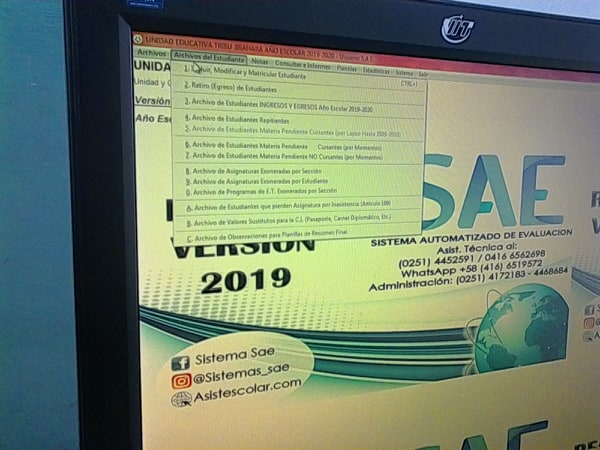 UNIDAD EDUCATIVA TRIBU JIRAHARA AÑO ESCOLAR 2019-2020 - Usuario: S.A.E.
Archivos Archivos del Estudiante Notas Consultas e Informes Planillas Estadísticas Sistema Salir
1. Incluir, Modificar y Matricular Estudiante CTRL+I
2. Retiro (Egreso) de Estudiantes
3. Archivo de Estudiantes INGRESOS Y EGRESOS Año Escolar 2019-2020
4. Archivo de Estudiantes Repitientes
5. Archivo de Estudiantes Materia Pendiente Cursantes (por Lapso Hasta 2009-2010)
6. Archivo de Estudiantes Materia Pendiente Cursantes (por Momentos)
7. Archivo de Estudiantes Materia Pendiente NO Cursantes (por Momentos)
8. Archivo de Asignaturas Exoneradas por Sección
9. Archivo de Asignaturas Exoneradas por Estudiante
0. Archivo de Programas de E.T. Exonerados por Sección
A. Archivo de Estudiantes que pierden Asignatura por Inasistencia (Artículo 109)
B. Archivo de Valores Sustitutos para la C.I. (Pasaporte, Carnet Diplomático, Etc.)
C. Archivo de Observaciones para Planillas de Resumen Final
UNIDA
Unidad y C
Versión
Año Es
SAE
VERSION
2019
SISTEMA AUTOMATIZADO DE EVALUACION
Asist. Técnica al:
(0251) 4452591 / 0416 6562698
WhatsApp +58 (416) 6519572
Administración: (0251) 4172183 - 4468684
Sistema Sae
@Sistemas_sae
Asistescolar.com
SAE